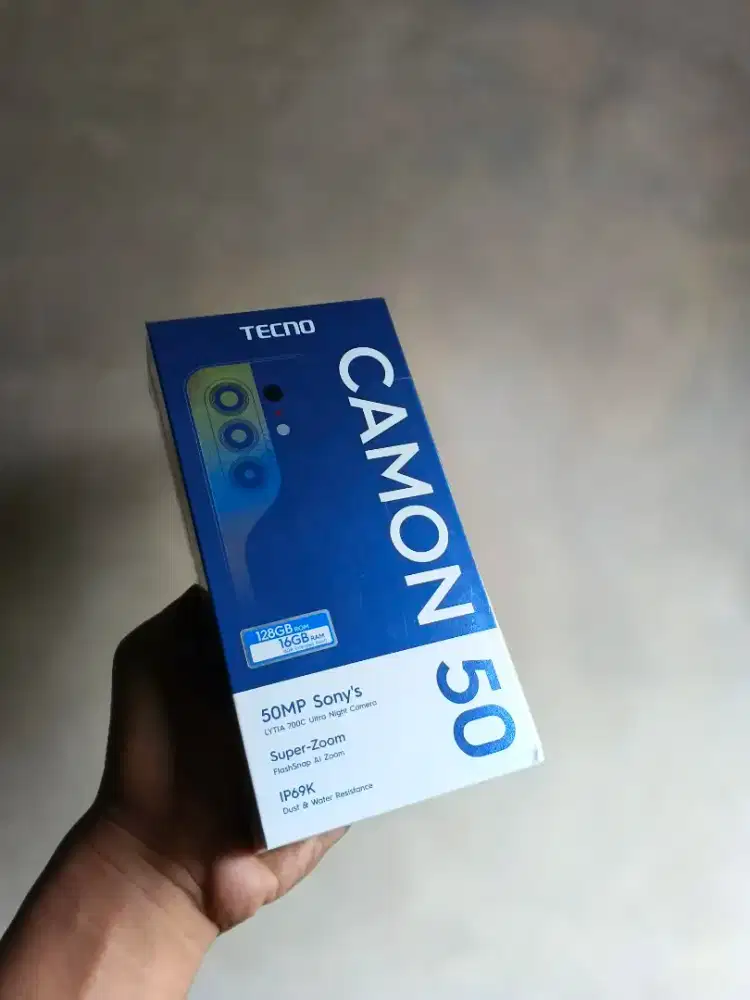 TECNO
CAMON 50
128GB ROM
16GB RAM
50MP Sony's
LYTIA 700C Ultra Night Camera
Super-Zoom
FlashSnap AI Zoom
IP69K
Dust & Water Resistance